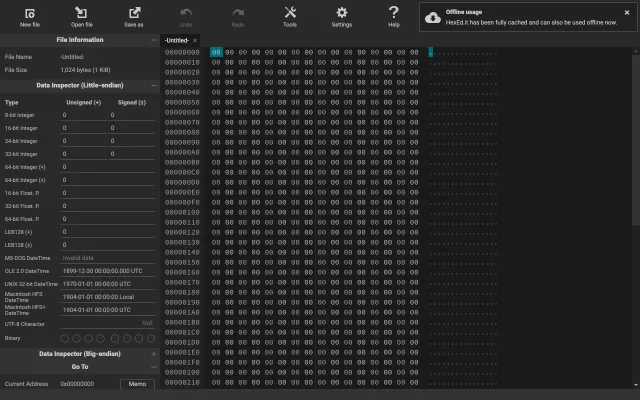 New file Open file Save as Undo Redo Tools Settings Help
Offline usage
HexEd.it has been fully cached and can also be used offline now.
File Information
File Name -Untitled-
File Size 1,024 bytes (1 KiB)
Data Inspector (Little-endian)
Type Unsigned (+) Signed (±)
8-bit Integer 0 0
16-bit Integer 0 0
24-bit Integer 0 0
32-bit Integer 0 0
64-bit Integer (+) 0
64-bit Integer (±) 0
16-bit Float. P. 0
32-bit Float. P. 0
64-bit Float. P. 0
LEB128 (+) 0
LEB128 (±) 0
MS-DOS DateTime Invalid date
OLE 2.0 DateTime 1899-12-30 00:00:00.000 UTC
UNIX 32-bit DateTime 1970-01-01 00:00:00 UTC
Macintosh HFS DateTime 1904-01-01 00:00:00 Local
Macintosh HFS+ DateTime 1904-01-01 00:00:00 UTC
UTF-8 Character Null
Binary
Data Inspector (Big-endian)
Go To
Current Address 0x00000000 Memo
-Untitled-
00000000 00 00 00 00 00 00 00 00 00 00 00 00 00 00 00 00 ................
00000010 00 00 00 00 00 00 00 00 00 00 00 00 00 00 00 00 ................
00000020 00 00 00 00 00 00 00 00 00 00 00 00 00 00 00 00 ................
00000030 00 00 00 00 00 00 00 00 00 00 00 00 00 00 00 00 ................
00000040 00 00 00 00 00 00 00 00 00 00 00 00 00 00 00 00 ................
00000050 00 00 00 00 00 00 00 00 00 00 00 00 00 00 00 00 ................
00000060 00 00 00 00 00 00 00 00 00 00 00 00 00 00 00 00 ................
00000070 00 00 00 00 00 00 00 00 00 00 00 00 00 00 00 00 ................
00000080 00 00 00 00 00 00 00 00 00 00 00 00 00 00 00 00 ................
00000090 00 00 00 00 00 00 00 00 00 00 00 00 00 00 00 00 ................
000000A0 00 00 00 00 00 00 00 00 00 00 00 00 00 00 00 00 ................
000000B0 00 00 00 00 00 00 00 00 00 00 00 00 00 00 00 00 ................
000000C0 00 00 00 00 00 00 00 00 00 00 00 00 00 00 00 00 ................
000000D0 00 00 00 00 00 00 00 00 00 00 00 00 00 00 00 00 ................
000000E0 00 00 00 00 00 00 00 00 00 00 00 00 00 00 00 00 ................
000000F0 00 00 00 00 00 00 00 00 00 00 00 00 00 00 00 00 ................
00000100 00 00 00 00 00 00 00 00 00 00 00 00 00 00 00 00 ................
00000110 00 00 00 00 00 00 00 00 00 00 00 00 00 00 00 00 ................
00000120 00 00 00 00 00 00 00 00 00 00 00 00 00 00 00 00 ................
00000130 00 00 00 00 00 00 00 00 00 00 00 00 00 00 00 00 ................
00000140 00 00 00 00 00 00 00 00 00 00 00 00 00 00 00 00 ................
00000150 00 00 00 00 00 00 00 00 00 00 00 00 00 00 00 00 ................
00000160 00 00 00 00 00 00 00 00 00 00 00 00 00 00 00 00 ................
00000170 00 00 00 00 00 00 00 00 00 00 00 00 00 00 00 00 ................
00000180 00 00 00 00 00 00 00 00 00 00 00 00 00 00 00 00 ................
00000190 00 00 00 00 00 00 00 00 00 00 00 00 00 00 00 00 ................
000001A0 00 00 00 00 00 00 00 00 00 00 00 00 00 00 00 00 ................
000001B0 00 00 00 00 00 00 00 00 00 00 00 00 00 00 00 00 ................
000001C0 00 00 00 00 00 00 00 00 00 00 00 00 00 00 00 00 ................
000001D0 00 00 00 00 00 00 00 00 00 00 00 00 00 00 00 00 ................
000001E0 00 00 00 00 00 00 00 00 00 00 00 00 00 00 00 00 ................
000001F0 00 00 00 00 00 00 00 00 00 00 00 00 00 00 00 00 ................
00000200 00 00 00 00 00 00 00 00 00 00 00 00 00 00 00 00 ................
00000210 00 00 00 00 00 00 00 00 00 00 00 00 00 00 00 00 ................